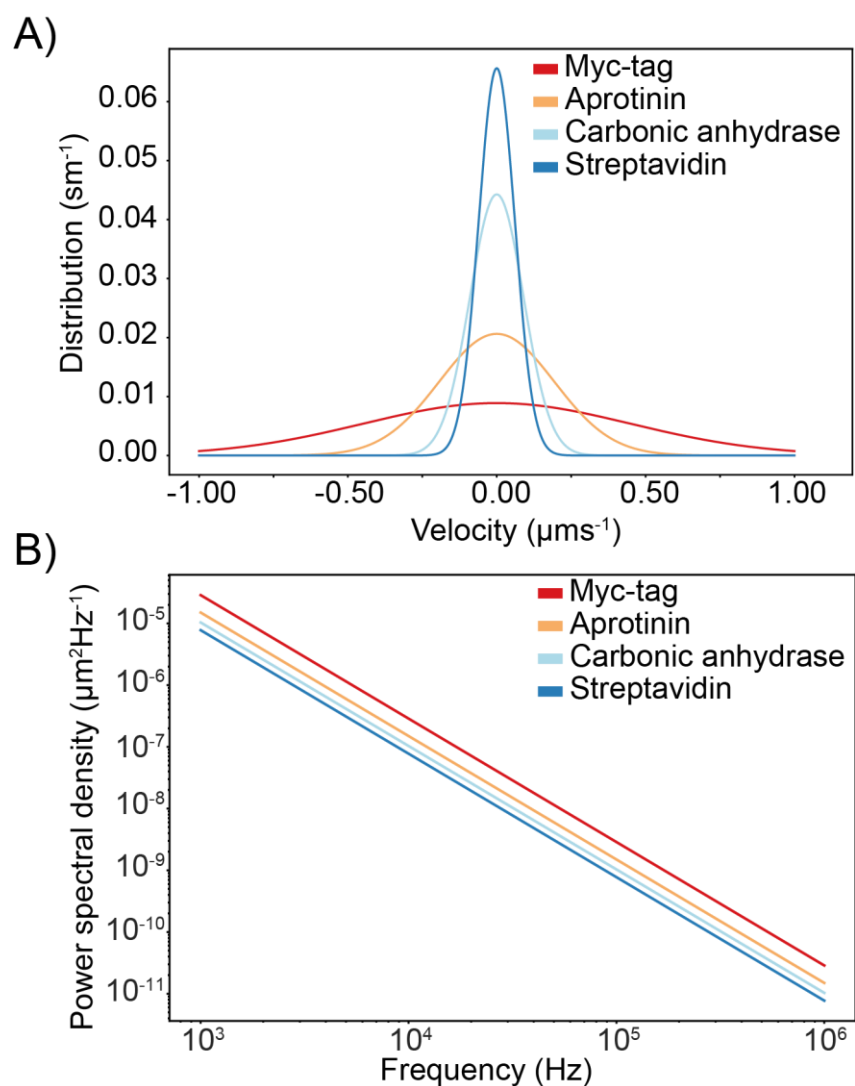 A)
Myc-tag
Aprotinin
Carbonic anhydrase
Streptavidin
Distribution (sm⁻¹)
0.06
0.05
0.04
0.03
0.02
0.01
0.00
-1.00 -0.50 0.00 0.50 1.00
Velocity (µms⁻¹)
B)
Myc-tag
Aprotinin
Carbonic anhydrase
Streptavidin
Power spectral density (µm²Hz⁻¹)
10⁻⁵
10⁻⁶
10⁻⁷
10⁻⁸
10⁻⁹
10⁻¹⁰
10⁻¹¹
10³ 10⁴ 10⁵ 10⁶
Frequency (Hz)